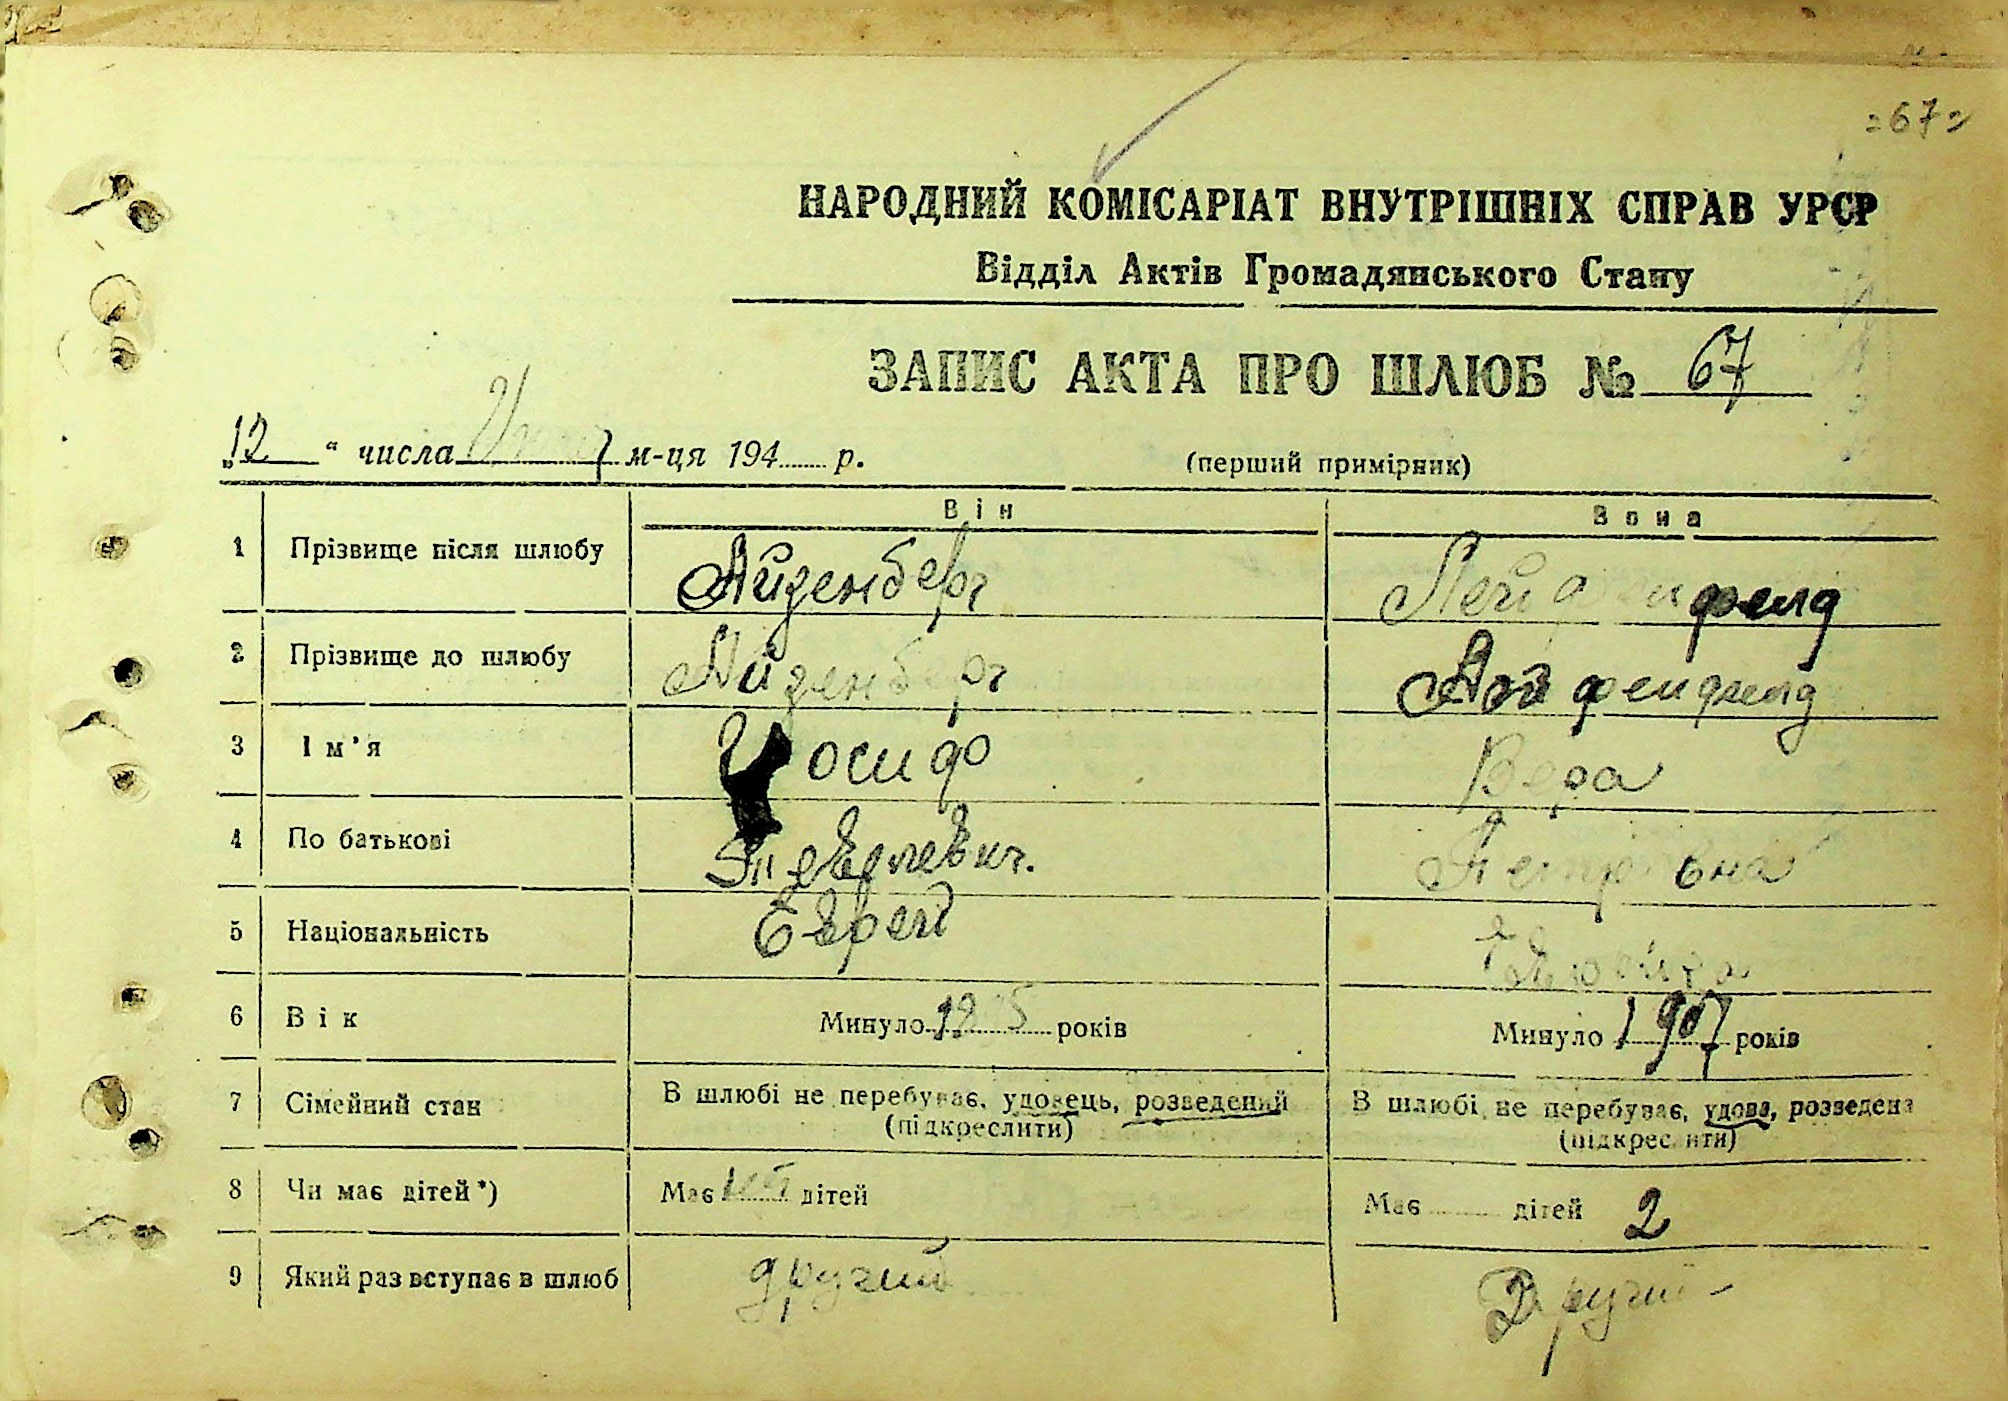 =67=
НАРОДНИЙ КОМІСАРІАТ ВНУТРІШНІХ СПРАВ УРСР
Відділ Актів Громадянського Стану
ЗАПИС АКТА ПРО ШЛЮБ № 67
„12“ числа м-ця 194 р. (перший примірник)
Він Вона
1 Прізвище після шлюбу Айзенберг
2 Прізвище до шлюбу Айзенберг
3 Ім'я Иосиф Вера
4 По батькові Петровна
5 Національність Еврей
6 Вік Минуло років Минуло 1907 років
7 Сімейний стан В шлюбі не перебуває, удовець, розведений (підкреслити) В шлюбі не перебуває, удова, розведена (підкреслити)
8 Чи має дітей*) Має дітей Має дітей 2
9 Який раз вступає в шлюб другий Другий